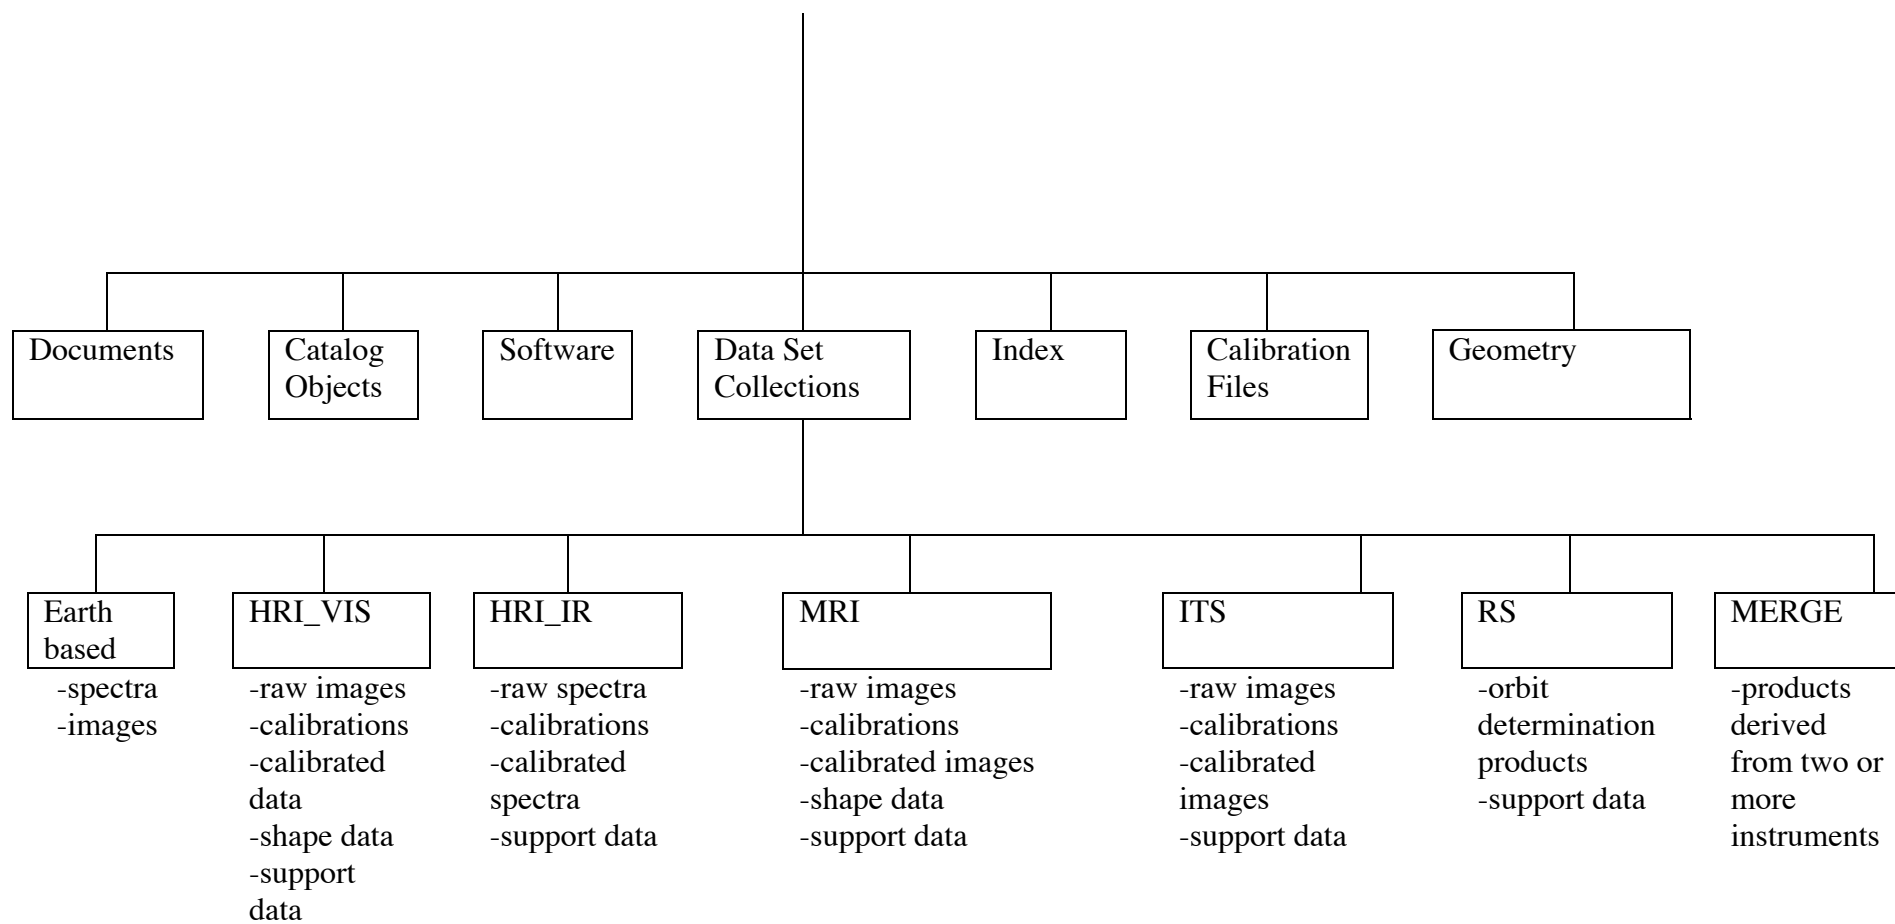 Documents
Catalog
Objects
Software
Data Set
Collections
Index
Calibration
Files
Geometry
Earth
based
-spectra
-images
HRI_VIS
-raw images
-calibrations
-calibrated
data
-shape data
-support
data
HRI_IR
-raw spectra
-calibrations
-calibrated
spectra
-support data
MRI
-raw images
-calibrations
-calibrated images
-shape data
-support data
ITS
-raw images
-calibrations
-calibrated
images
-support data
RS
-orbit
determination
products
-support data
MERGE
-products
derived
from two or
more
instruments